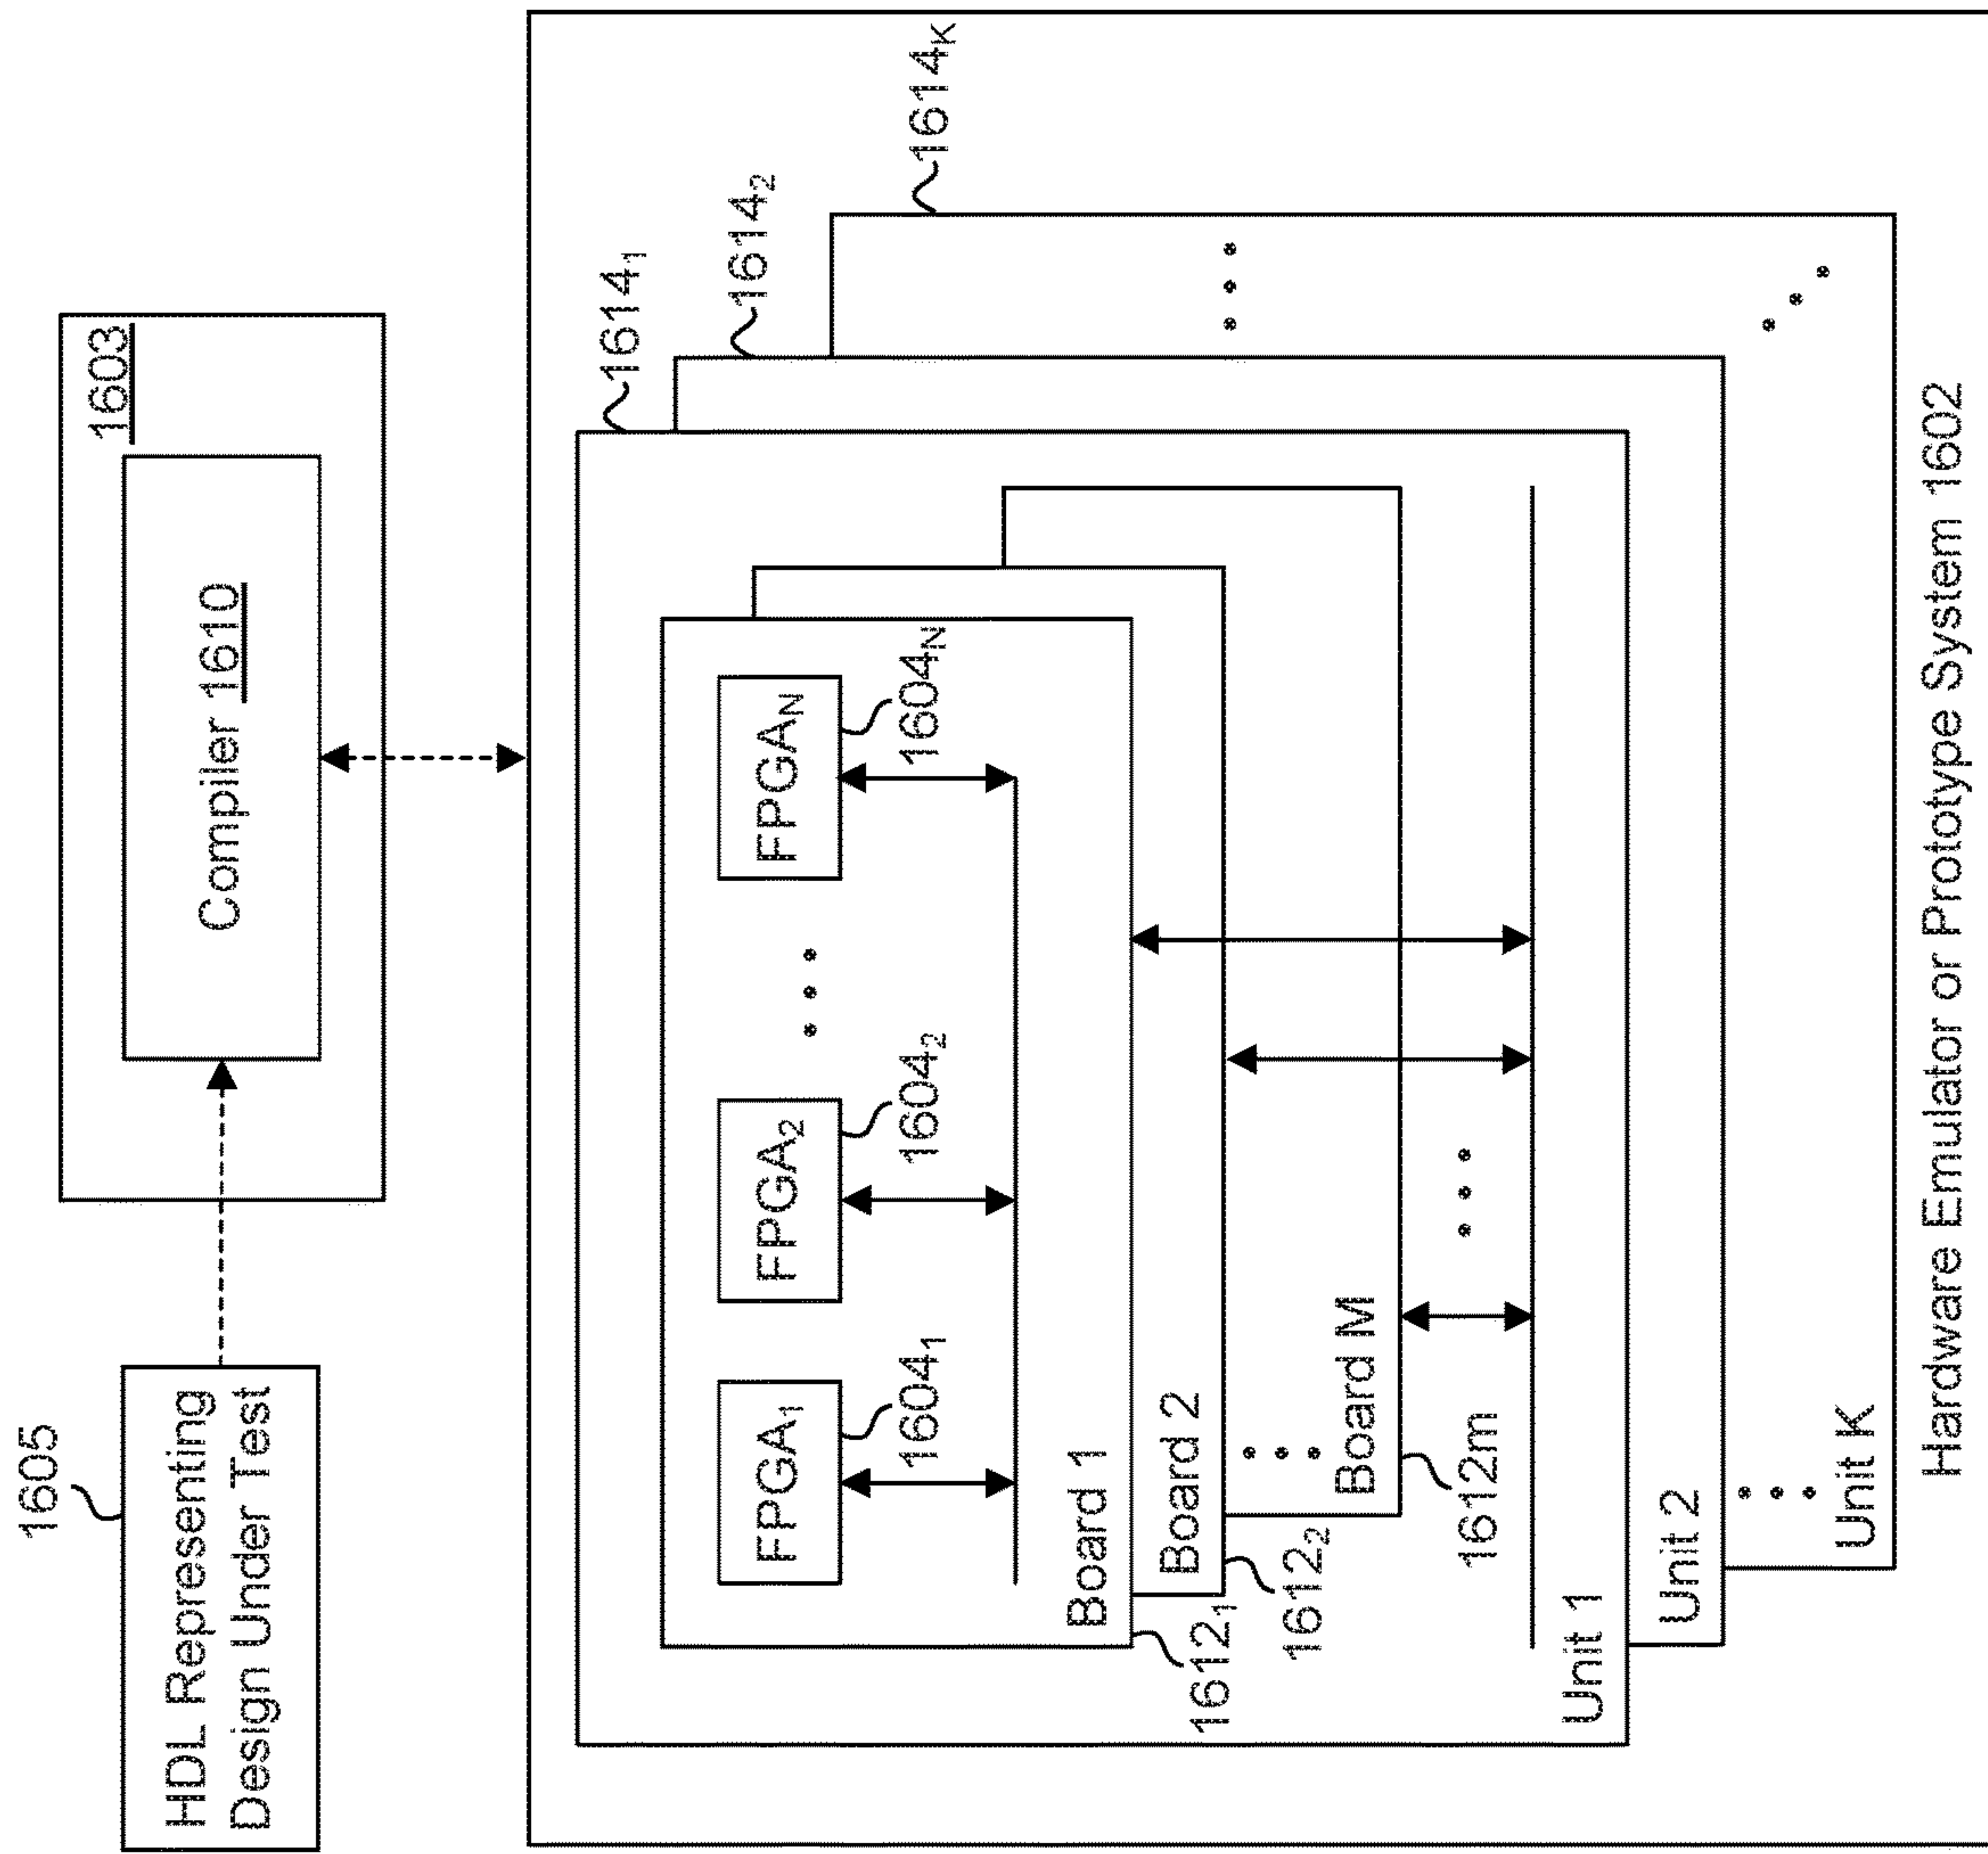 1605
HDL Representing
Design Under Test
1603
Compiler 1610
1614₁
1614₂
1614K
FPGA₁
FPGA₂
FPGAN
1604₁
1604₂
1604N
Board 1
1612₁
Board 2
1612₂
Board M
1612m
Unit 1
Unit 2
Unit K
Hardware Emulator or Prototype System 1602